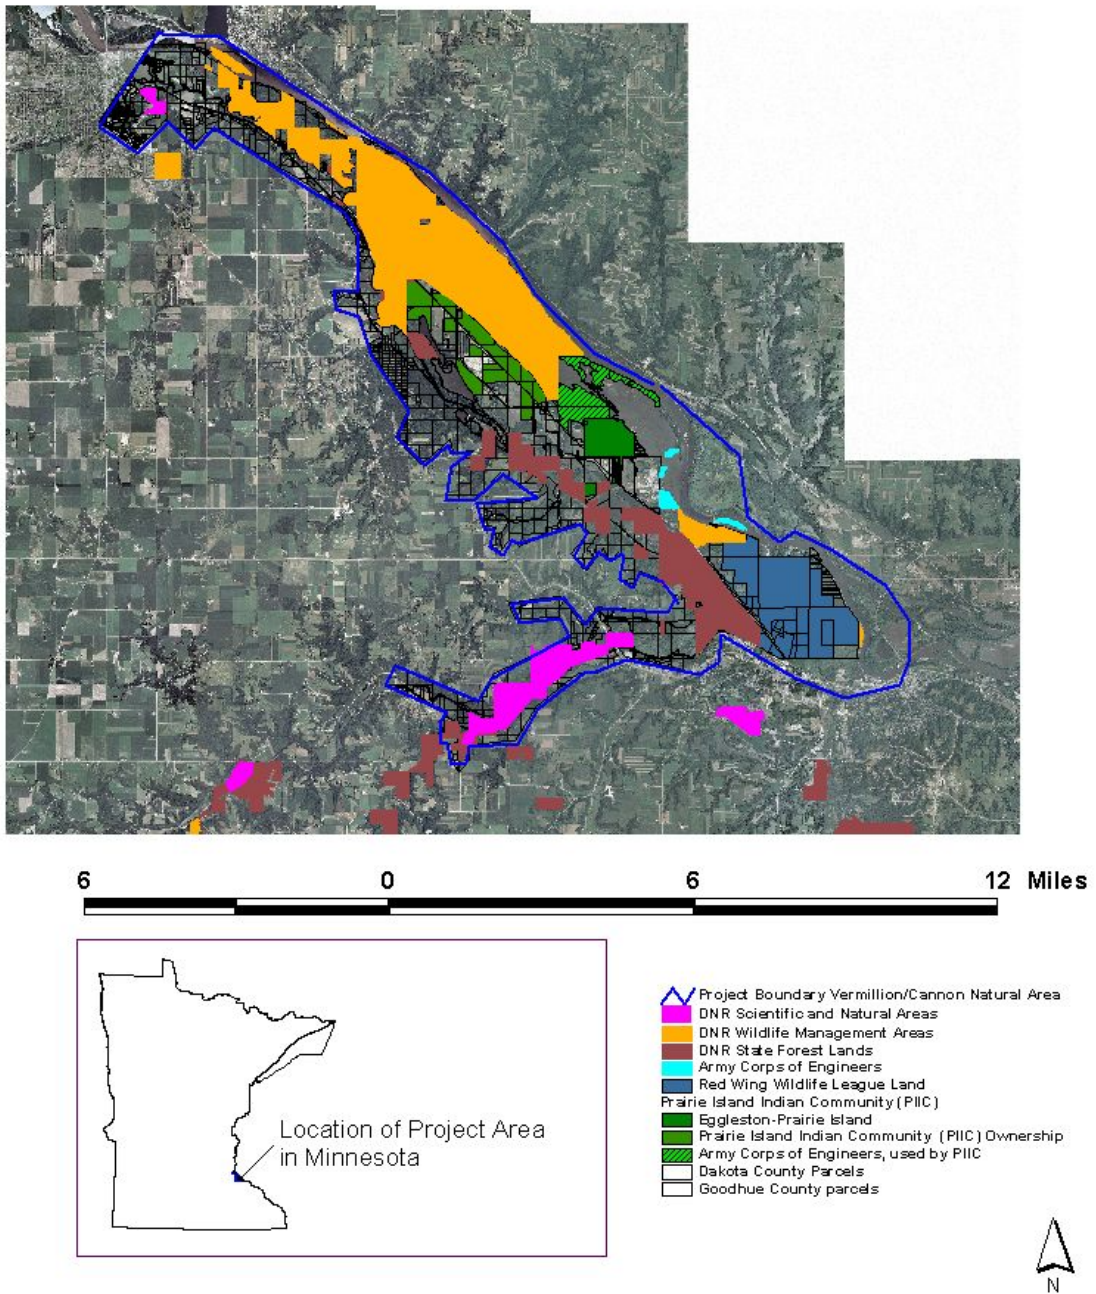 6 0 6 12 Miles
Location of Project Area
in Minnesota
Project Boundary Vermillion/Cannon Natural Area
DNR Scientific and Natural Areas
DNR Wildlife Management Areas
DNR State Forest Lands
Army Corps of Engineers
Red Wing Wildlife League Land
Prairie Island Indian Community (PIIC)
Eggleston-Prairie Island
Prairie Island Indian Community (PIIC) Ownership
Army Corps of Engineers, used by PIIC
Dakota County Parcels
Goodhue County parcels
N